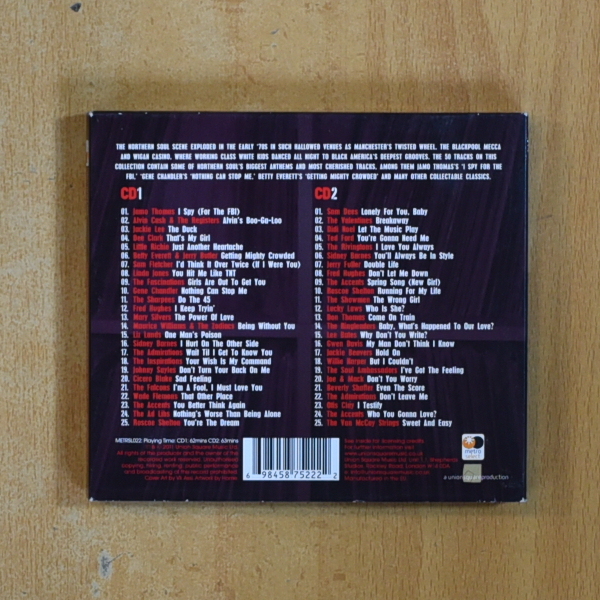 THE NORTHERN SOUL SCENE EXPLODED IN THE EARLY '70S IN SUCH HALLOWED VENUES AS MANCHESTER'S TWISTED WHEEL, THE BLACKPOOL MECCA
AND WIGAN CASINO, WHERE WORKING CLASS WHITE KIDS DANCED ALL NIGHT TO BLACK AMERICA'S DEEPEST GROOVES. THE 50 TRACKS ON THIS
COLLECTION CONTAIN SOME OF NORTHERN SOUL'S BIGGEST ANTHEMS AND MOST CHERISHED TRACKS. AMONG THEM JAMO THOMAS'S 'I SPY FOR THE
FBI,' GENE CHANDLER'S 'NOTHING CAN STOP ME,' BETTY EVERETT'S 'GETTING MIGHTY CROWDED' AND MANY OTHER COLLECTABLE CLASSICS.
CD1
01. Jamo Thomas I Spy (For The FBI)
02. Alvin Cash & The Registers Alvin's Boo-Ga-Loo
03. Jackie Lee The Duck
04. Dee Clark That's My Girl
05. Little Richie Just Another Heartache
06. Betty Everett & Jerry Butler Getting Mighty Crowded
07. Sam Fletcher I'd Think It Over Twice (If I Were You)
08. Linda Jones You Hit Me Like TNT
09. The Fascinations Girls Are Out To Get You
10. Gene Chandler Nothing Can Stop Me
11. The Sharpees Do The 45
12. Fred Hughes I Keep Tryin'
13. Mary Silvers The Power Of Love
14. Maurice Williams & The Zodiacs Being Without You
15. Liz Lands One Man's Poison
16. Sidney Barnes I Hurt On The Other Side
17. The Admirations Wait Til I Get To Know You
18. The Inspirations Your Wish Is My Command
19. Johnny Sayles Don't Turn Your Back On Me
20. Cicero Blake Sad Feeling
21. The Falcons I'm A Fool, I Must Love You
22. Wade Flemons That Other Place
23. The Accents You Better Think Again
24. The Ad Libs Nothing's Worse Than Being Alone
25. Roscoe Shelton You're The Dream
CD2
01. Sam Dees Lonely For You, Baby
02. The Valentines Breakaway
03. Dub Noel Let The Music Play
04. Ted Ford You're Gonna Need Me
05. The Rivingtons I Love You Always
06. Sidney Barnes You'll Always Be In Style
07. Jerry Fuller Double Life
08. Fred Hughes Don't Let Me Down
09. The Accents Spring Song (New Girl)
10. Roscoe Shelton Running For My Life
11. The Showmen The Wrong Girl
12. Lucky Laws Who Is She?
13. Don Thomas Come On Train
14. The Ringleaders Baby, What's Happened To Our Love?
15. Lee Bates Why Don't You Write?
16. Gwen Davis My Man Don't Think I Know
17. Jackie Beavers Hold On
18. Willie Harper But I Couldn't
19. The Soul Ambassadors I've Got The Feeling
20. Joe & Mack Don't You Worry
21. Beverly Shaffer Even The Score
22. The Admirations Don't Leave Me
23. Otis Clay I Testify
24. The Accents Who You Gonna Love?
25. The Van McCoy Strings Sweet And Easy
METRSL022. Playing Time: CD1: 63mins CD2: 63mins
6 98458 75222 2
metro